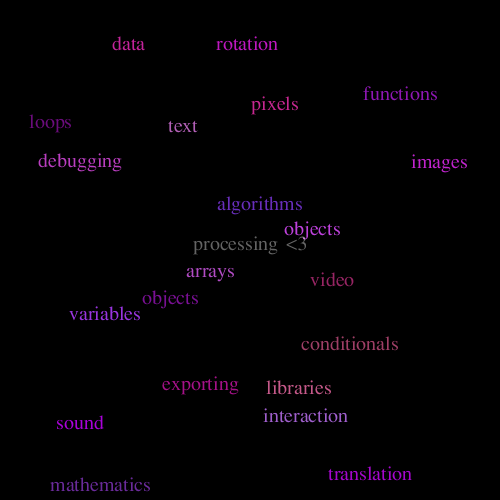 data
rotation
functions
pixels
loops
text
debugging
images
algorithms
objects
processing <3
arrays
video
objects
variables
conditionals
exporting
libraries
interaction
sound
translation
mathematics